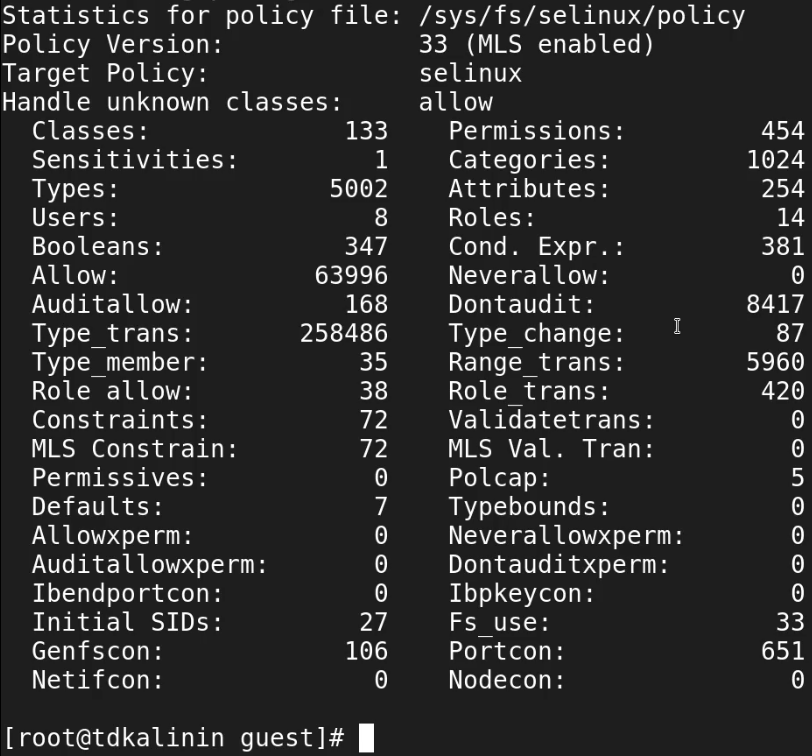 Statistics for policy file: /sys/fs/selinux/policy
Policy Version: 33 (MLS enabled)
Target Policy: selinux
Handle unknown classes: allow
Classes: 133 Permissions: 454
Sensitivities: 1 Categories: 1024
Types: 5002 Attributes: 254
Users: 8 Roles: 14
Booleans: 347 Cond. Expr.: 381
Allow: 63996 Neverallow: 0
Auditallow: 168 Dontaudit: 8417
Type_trans: 258486 Type_change: 87
Type_member: 35 Range_trans: 5960
Role allow: 38 Role_trans: 420
Constraints: 72 Validatetrans: 0
MLS Constrain: 72 MLS Val. Tran: 0
Permissives: 0 Polcap: 5
Defaults: 7 Typebounds: 0
Allowxperm: 0 Neverallowxperm: 0
Auditallowxperm: 0 Dontauditxperm: 0
Ibendportcon: 0 Ibpkeycon: 0
Initial SIDs: 27 Fs_use: 33
Genfscon: 106 Portcon: 651
Netifcon: 0 Nodecon: 0
[root@tdkalinin guest]#